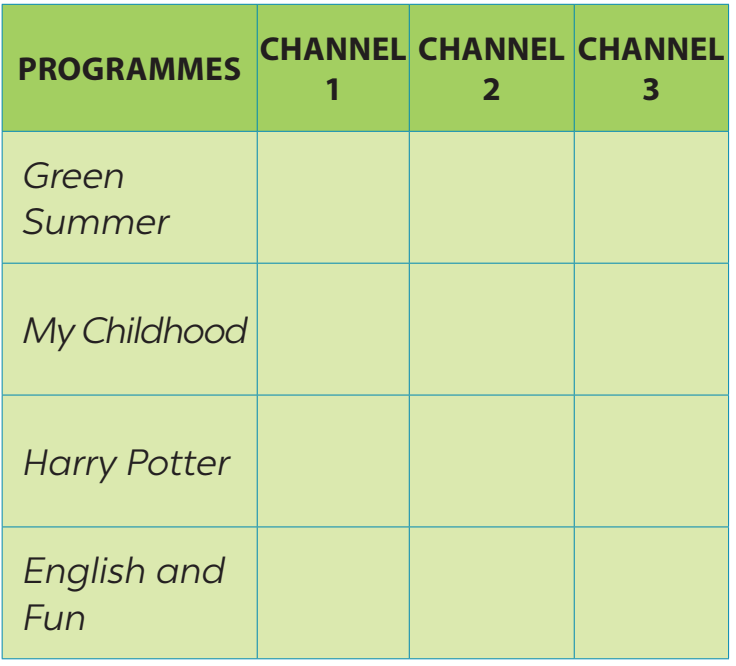 PROGRAMMES CHANNEL 1 CHANNEL 2 CHANNEL 3
Green
Summer
My Childhood
Harry Potter
English and
Fun